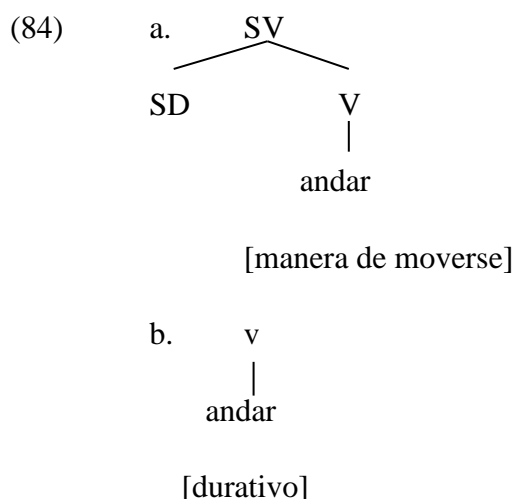 (84) a. SV
SD V
andar
[manera de moverse]
b. v
andar
[durativo]